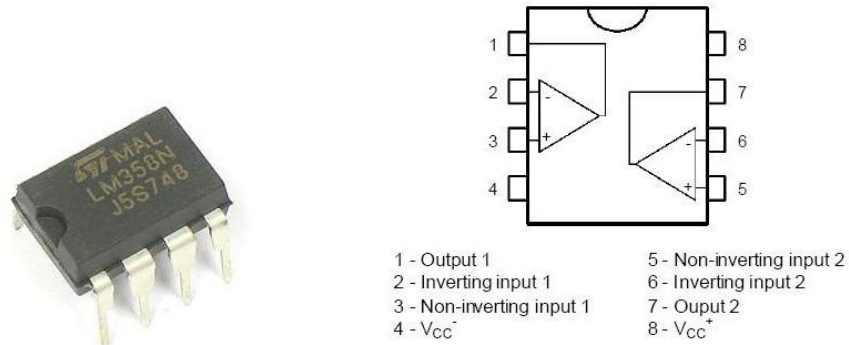 ST MAL
LM358N
J5S748
1
2
3
4
-
+
8
7
6
5
-
+
1 - Output 1
2 - Inverting input 1
3 - Non-inverting input 1
4 - VCC-
5 - Non-inverting input 2
6 - Inverting input 2
7 - Ouput 2
8 - VCC+